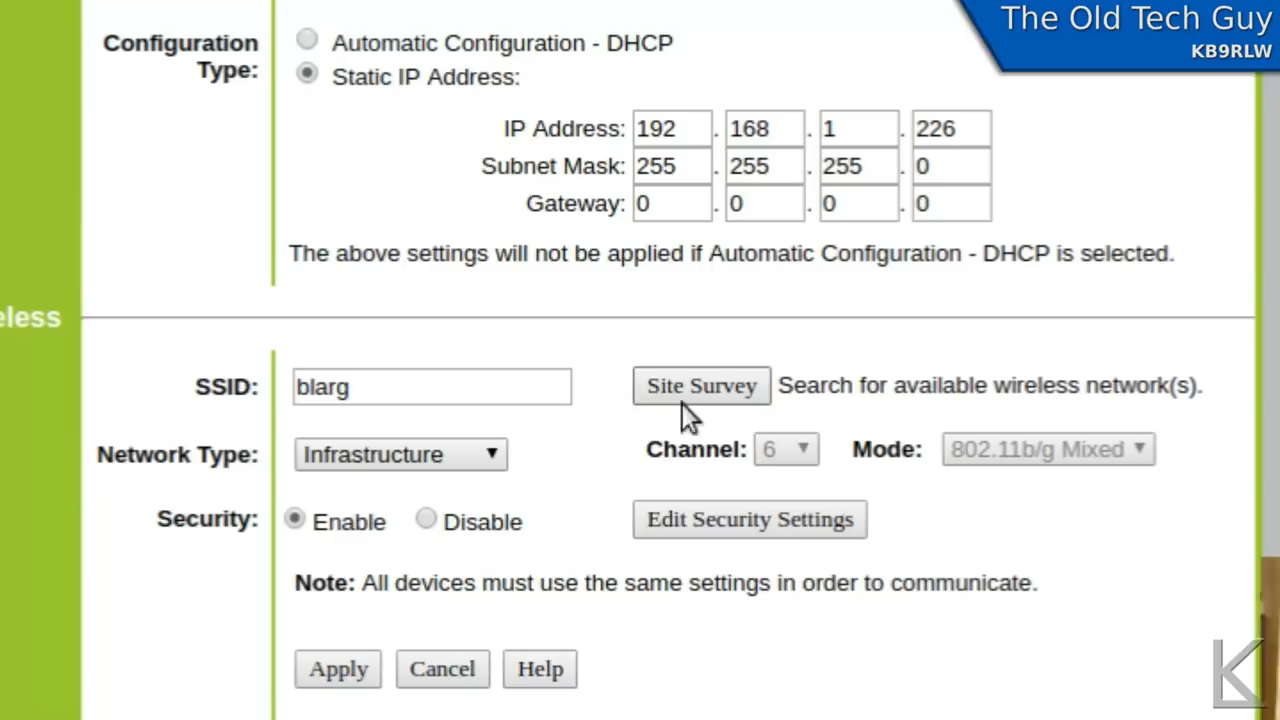 The Old Tech Guy
KB9RLW
Configuration Type:
Automatic Configuration - DHCP
Static IP Address:
IP Address: 192 . 168 . 1 . 226
Subnet Mask: 255 . 255 . 255 . 0
Gateway: 0 . 0 . 0 . 0
The above settings will not be applied if Automatic Configuration - DHCP is selected.
eless
SSID: blarg Site Survey Search for available wireless network(s).
Network Type: Infrastructure Channel: 6 Mode: 802.11b/g Mixed
Security: Enable Disable Edit Security Settings
Note: All devices must use the same settings in order to communicate.
Apply Cancel Help
K